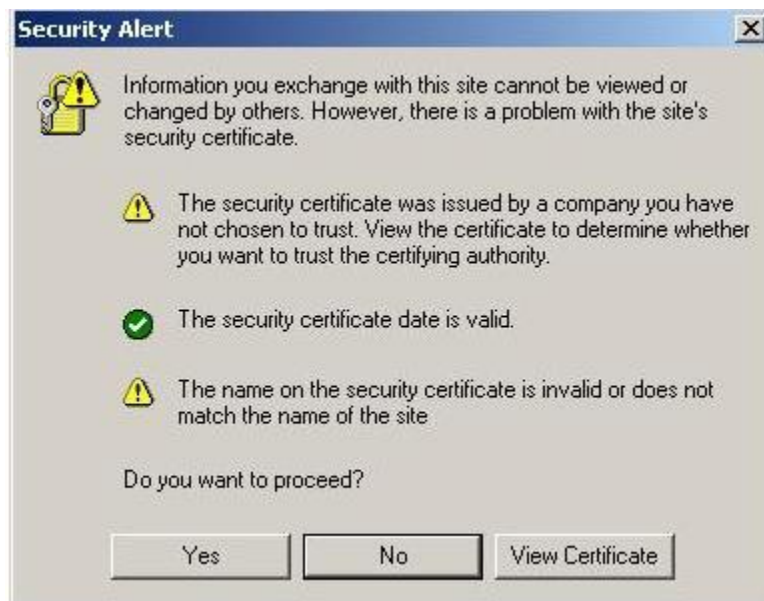 Security Alert
Information you exchange with this site cannot be viewed or
changed by others. However, there is a problem with the site's
security certificate.
The security certificate was issued by a company you have
not chosen to trust. View the certificate to determine whether
you want to trust the certifying authority.
The security certificate date is valid.
The name on the security certificate is invalid or does not
match the name of the site
Do you want to proceed?
Yes
No
View Certificate